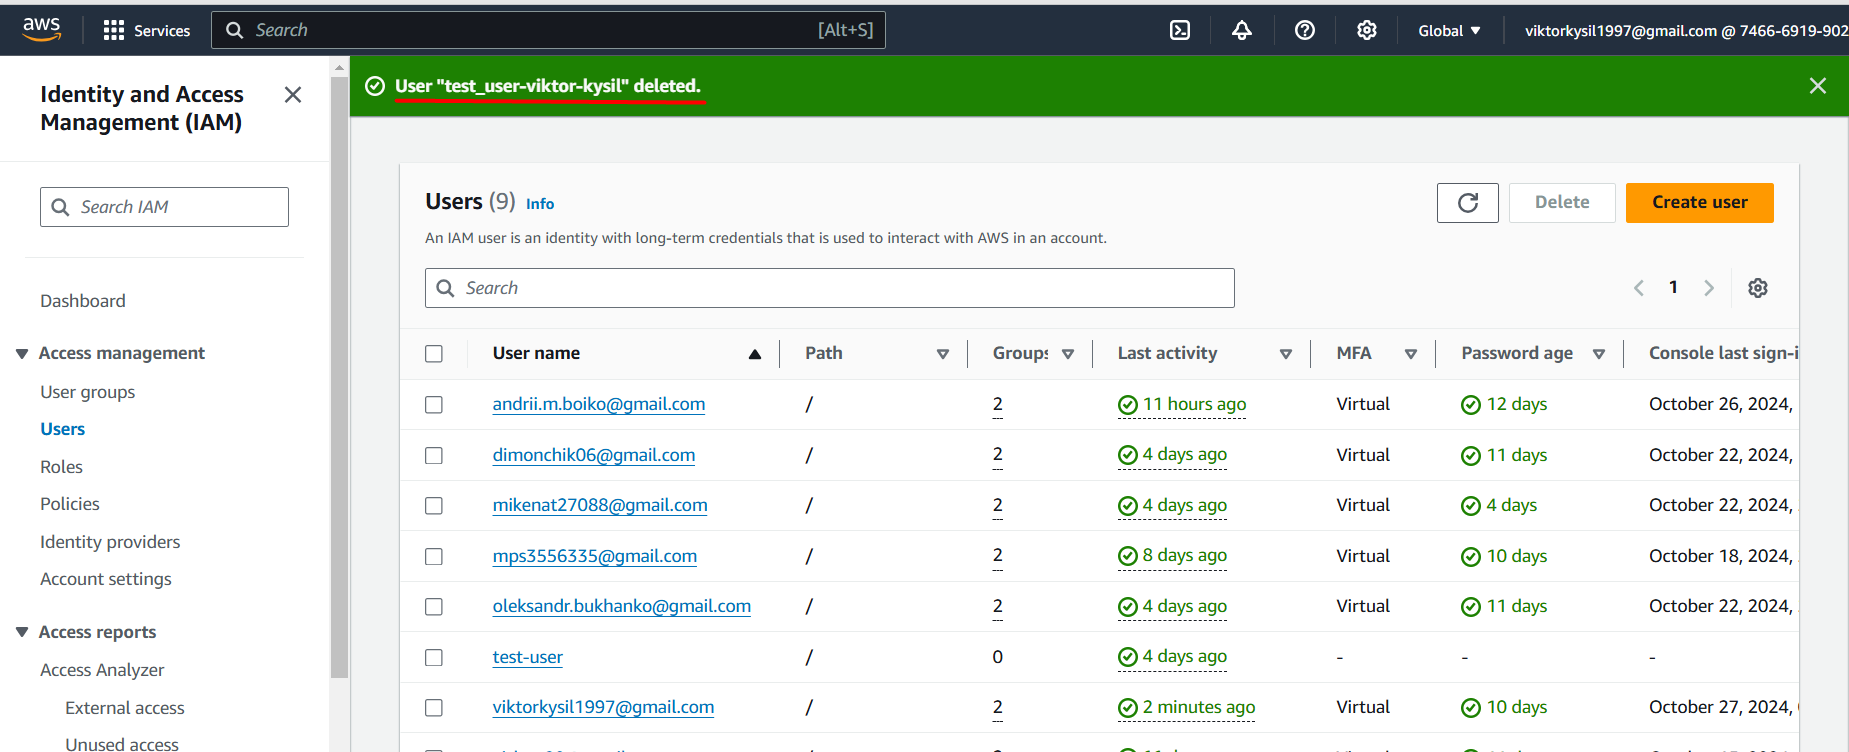 aws Services Search [Alt+S] Global ▼ viktorkysil1997@gmail.com @ 7466-6919-902
Identity and Access
Management (IAM)
Search IAM
Dashboard
Access management
User groups
Users
Roles
Policies
Identity providers
Account settings
Access reports
Access Analyzer
External access
Unused access
User "test_user-viktor-kysil" deleted.
Users (9) Info
Delete
Create user
An IAM user is an identity with long-term credentials that is used to interact with AWS in an account.
Search
1
User name Path Groups Last activity MFA Password age Console last sign-i
andrii.m.boiko@gmail.com / 2 11 hours ago Virtual 12 days October 26, 2024,
dimonchik06@gmail.com / 2 4 days ago Virtual 11 days October 22, 2024,
mikenat27088@gmail.com / 2 4 days ago Virtual 4 days October 22, 2024,
mps3556335@gmail.com / 2 8 days ago Virtual 10 days October 18, 2024,
oleksandr.bukhanko@gmail.com / 2 4 days ago Virtual 11 days October 22, 2024,
test-user / 0 4 days ago - - -
viktorkysil1997@gmail.com / 2 2 minutes ago Virtual 10 days October 27, 2024,